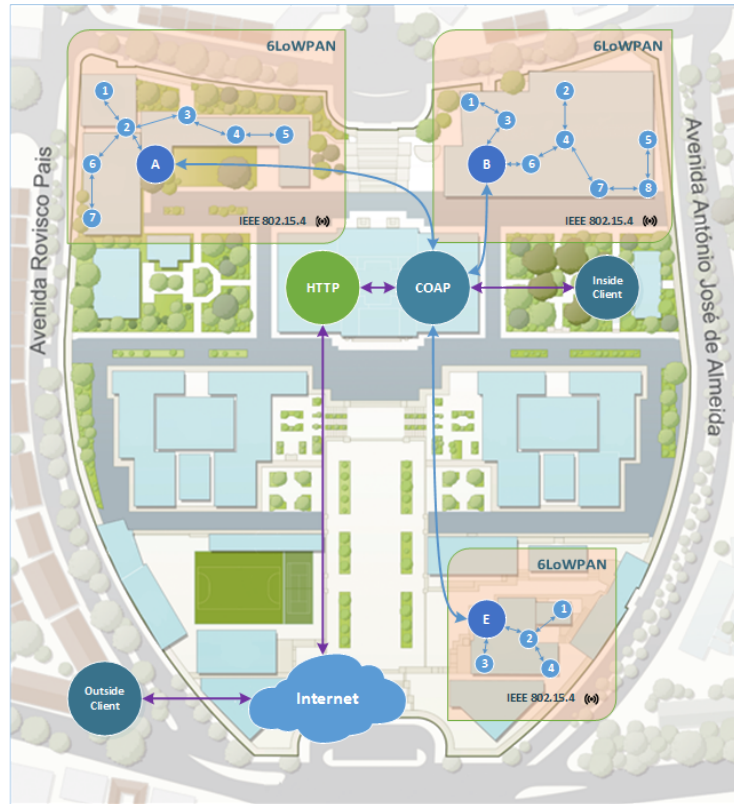 6LoWPAN
1
2
3
4
5
6
A
7
IEEE 802.15.4
6LoWPAN
1
2
3
4
5
B
6
7
8
IEEE 802.15.4
Avenida Rovisco Pais
Avenida António José de Almeida
HTTP
COAP
Inside
Client
6LoWPAN
E
1
2
3
4
IEEE 802.15.4
Outside
Client
Internet